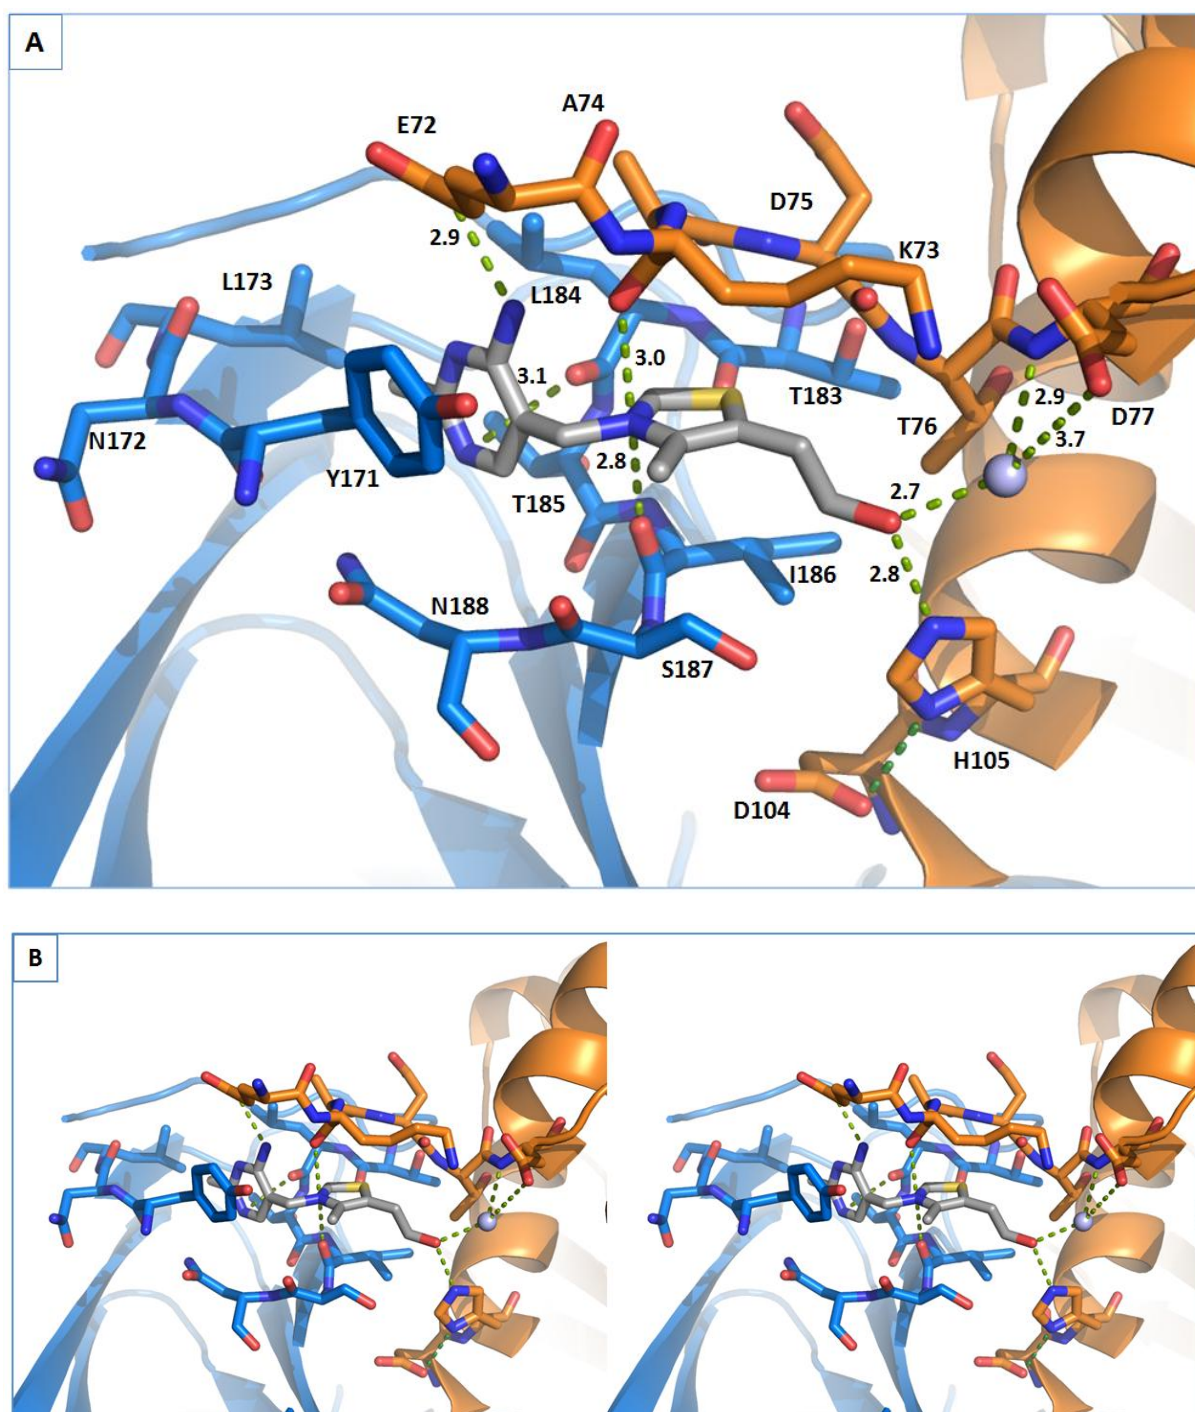 A
A74
E72
D75
2.9
K73
L173
L184
3.0
3.1
T183
2.9
D77
N172
T76
3.7
Y171
2.8
2.7
T185
I186
2.8
N188
S187
H105
D104
B